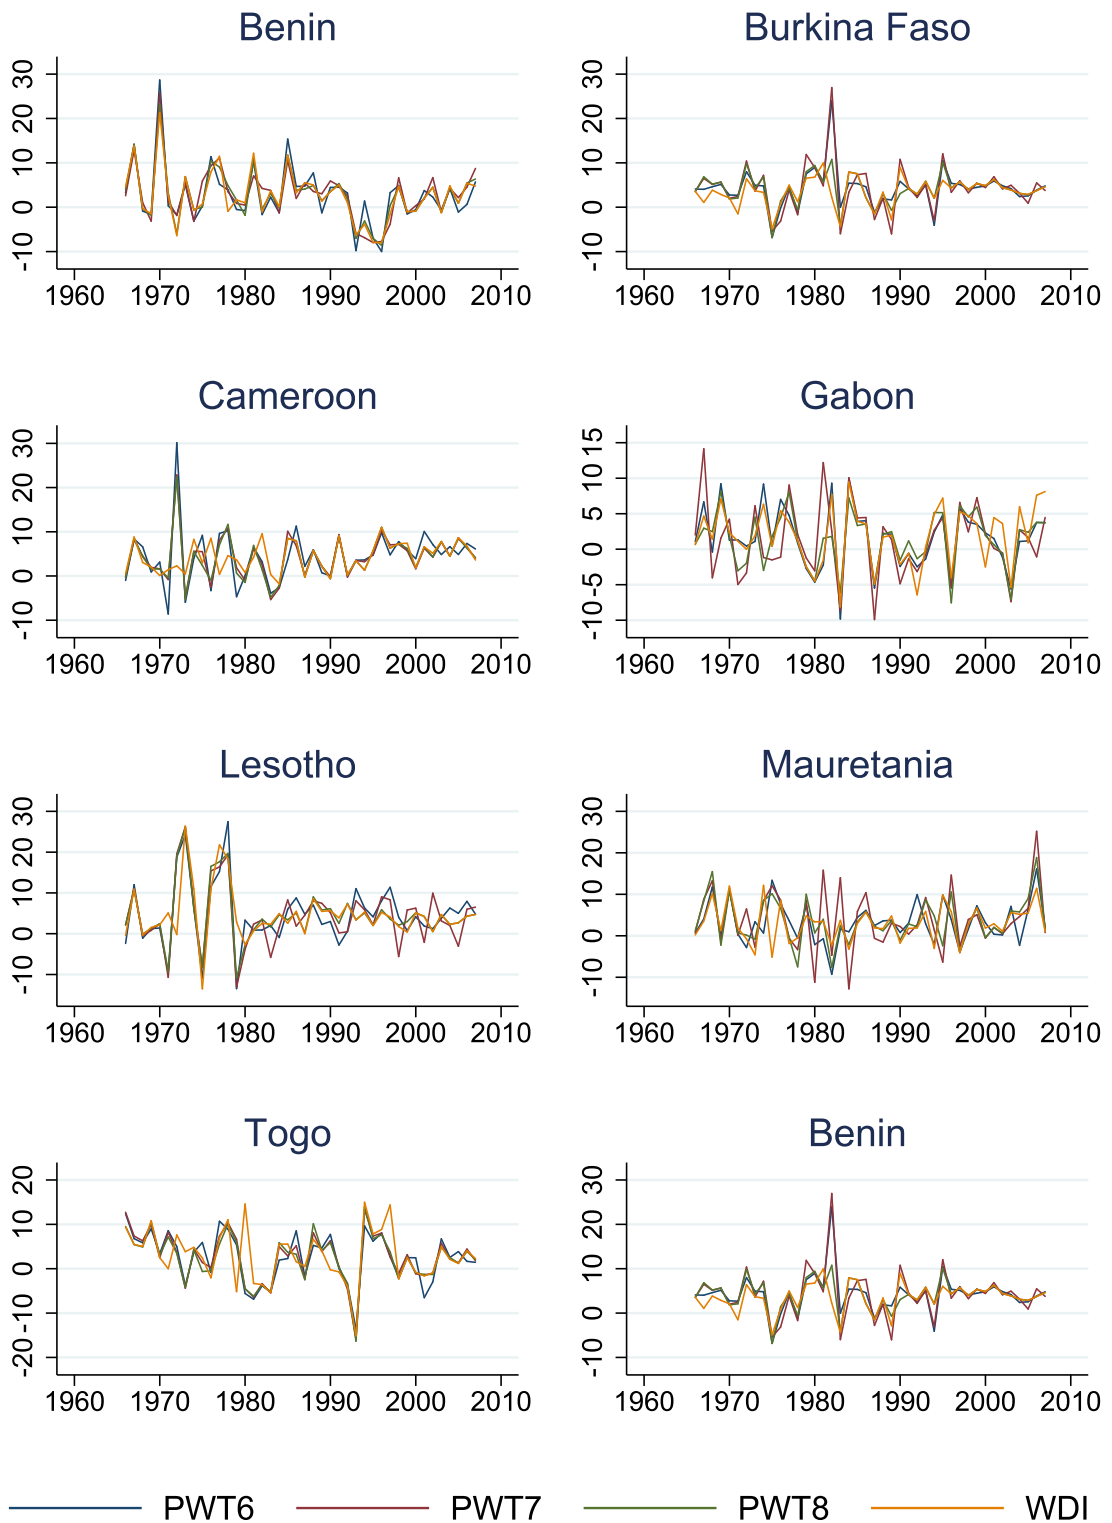 Benin Burkina Faso
30 30
20 20
10 10
0 0
-10 -10
1960 1970 1980 1990 2000 2010 1960 1970 1980 1990 2000 2010
Cameroon Gabon
30 15
20 10
10 5
0 0
-10 -5
-10
1960 1970 1980 1990 2000 2010 1960 1970 1980 1990 2000 2010
Lesotho Mauretania
30 30
20 20
10 10
0 0
-10 -10
1960 1970 1980 1990 2000 2010 1960 1970 1980 1990 2000 2010
Togo Benin
20 30
10 20
0 10
-10 0
-20 -10
1960 1970 1980 1990 2000 2010 1960 1970 1980 1990 2000 2010
PWT6 PWT7 PWT8 WDI